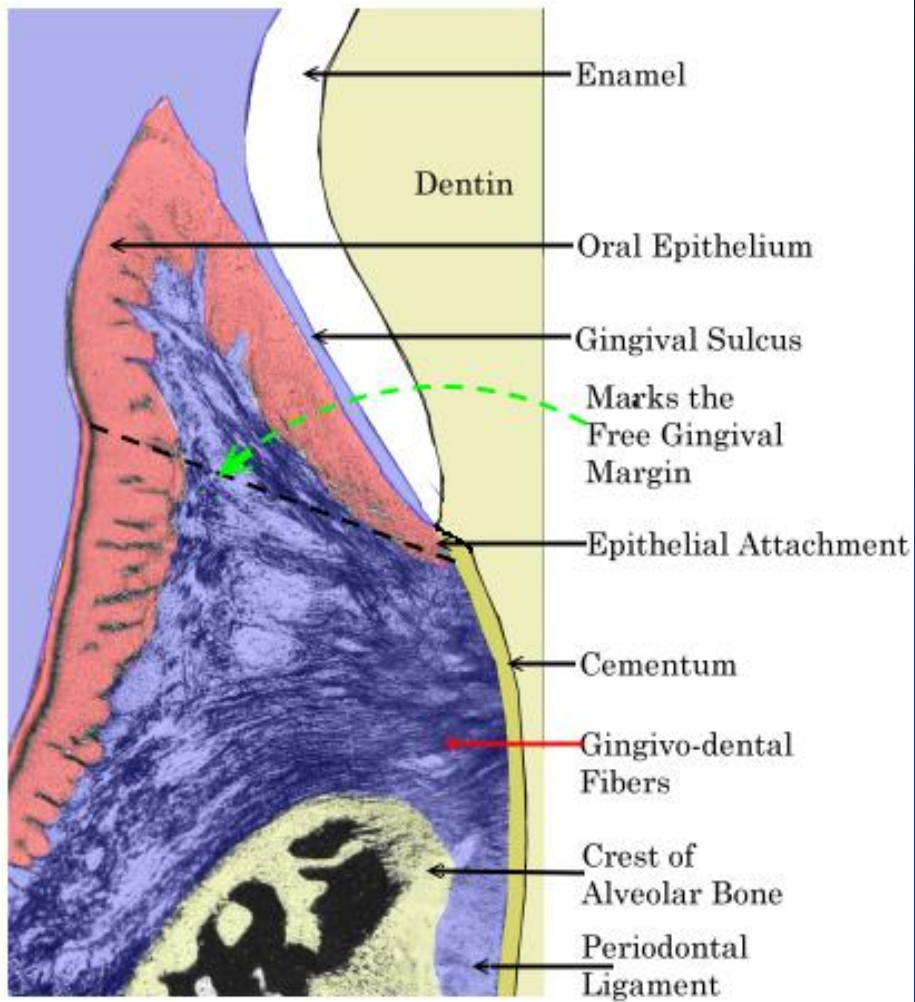 Enamel
Dentin
Oral Epithelium
Gingival Sulcus
Marks the
Free Gingival
Margin
Epithelial Attachment
Cementum
Gingivo-dental
Fibers
Crest of
Alveolar Bone
Periodontal
Ligament